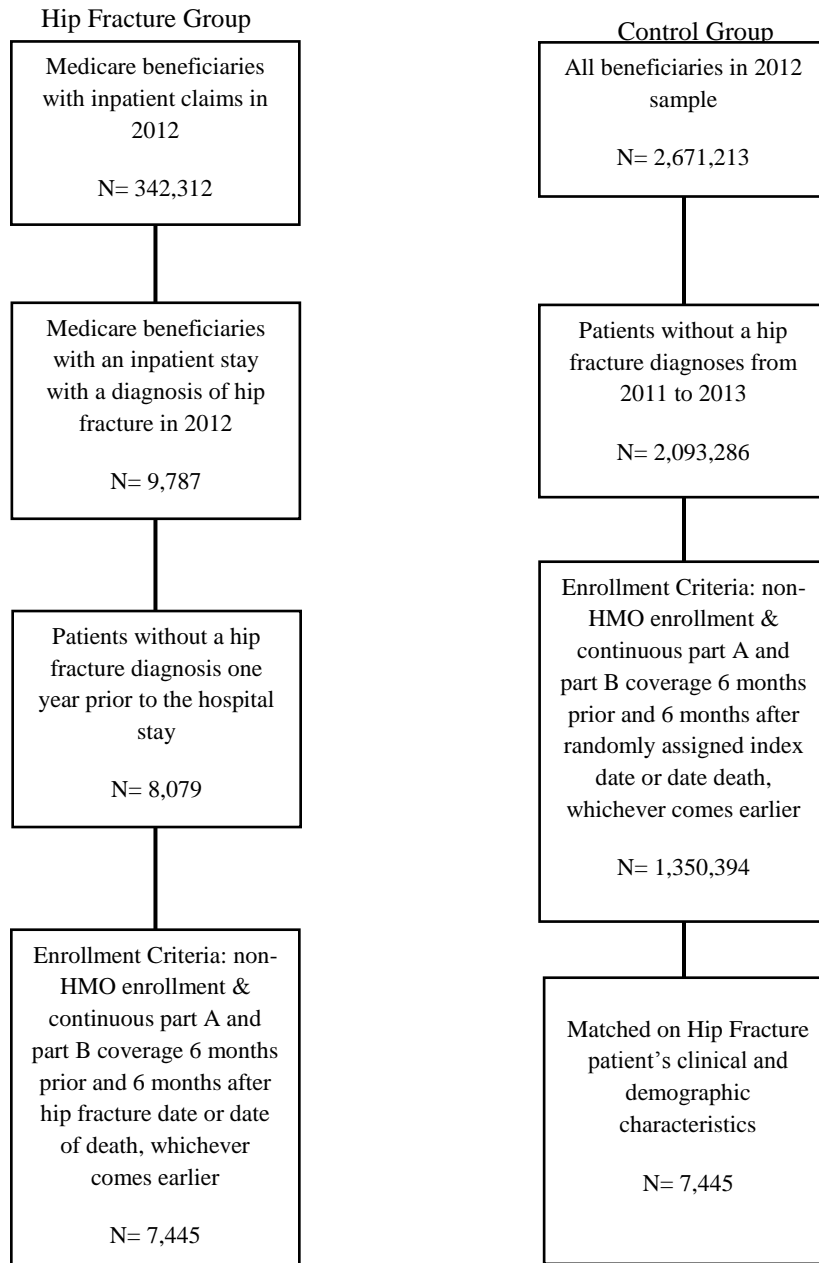 Hip Fracture Group
Medicare beneficiaries
with inpatient claims in
2012
N= 342,312
Medicare beneficiaries
with an inpatient stay
with a diagnosis of hip
fracture in 2012
N= 9,787
Patients without a hip
fracture diagnosis one
year prior to the hospital
stay
N= 8,079
Enrollment Criteria: non-
HMO enrollment &
continuous part A and
part B coverage 6 months
prior and 6 months after
hip fracture date or date
of death, whichever
comes earlier
N= 7,445
Control Group
All beneficiaries in 2012
sample
N= 2,671,213
Patients without a hip
fracture diagnoses from
2011 to 2013
N= 2,093,286
Enrollment Criteria: non-
HMO enrollment &
continuous part A and
part B coverage 6 months
prior and 6 months after
randomly assigned index
date or date death,
whichever comes earlier
N= 1,350,394
Matched on Hip Fracture
patient’s clinical and
demographic
characteristics
N= 7,445